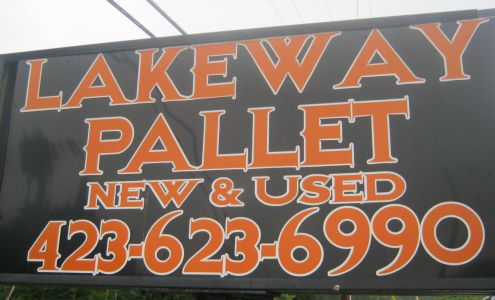 LAKEWAY
PALLET
NEW & USED
423-623-6990